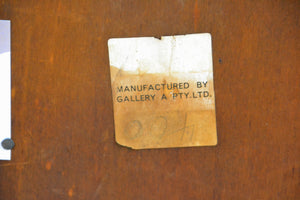 MANUFACTURED BY
GALLERY A PTY. LTD.